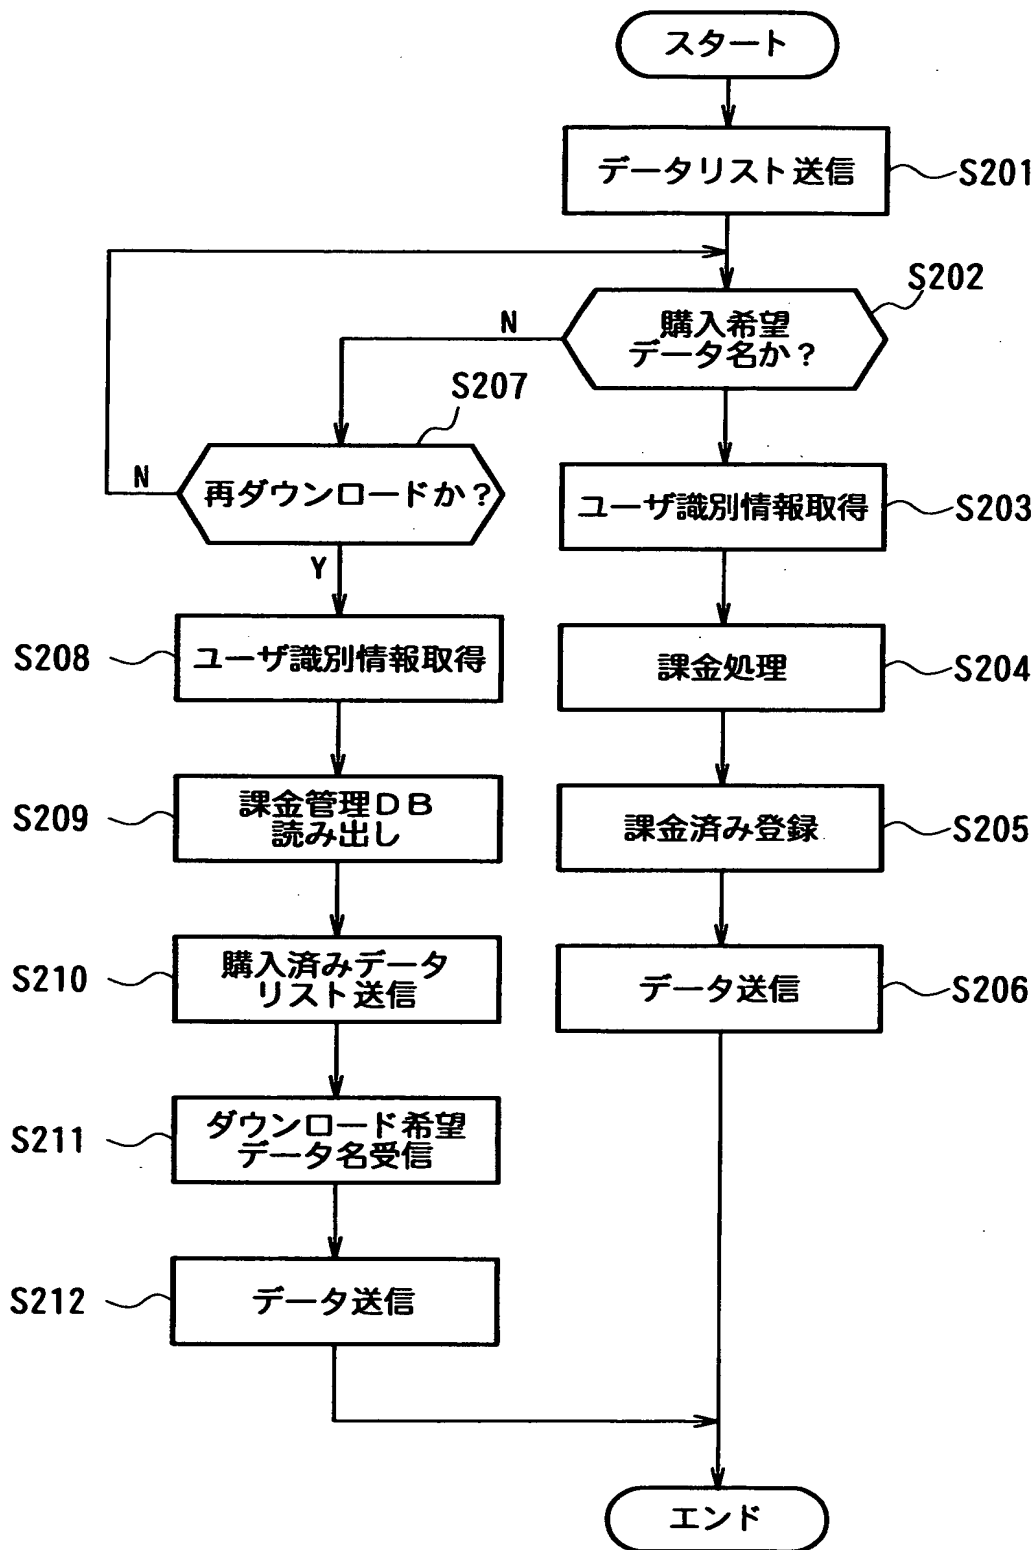 スタート
データリスト送信
S201
S202
購入希望
データ名か？
N
S207
再ダウンロードか？
N
Y
ユーザ識別情報取得
S203
S208
ユーザ識別情報取得
課金処理
S204
S209
課金管理DB
読み出し
課金済み登録
S205
S210
購入済みデータ
リスト送信
データ送信
S206
S211
ダウンロード希望
データ名受信
S212
データ送信
エンド